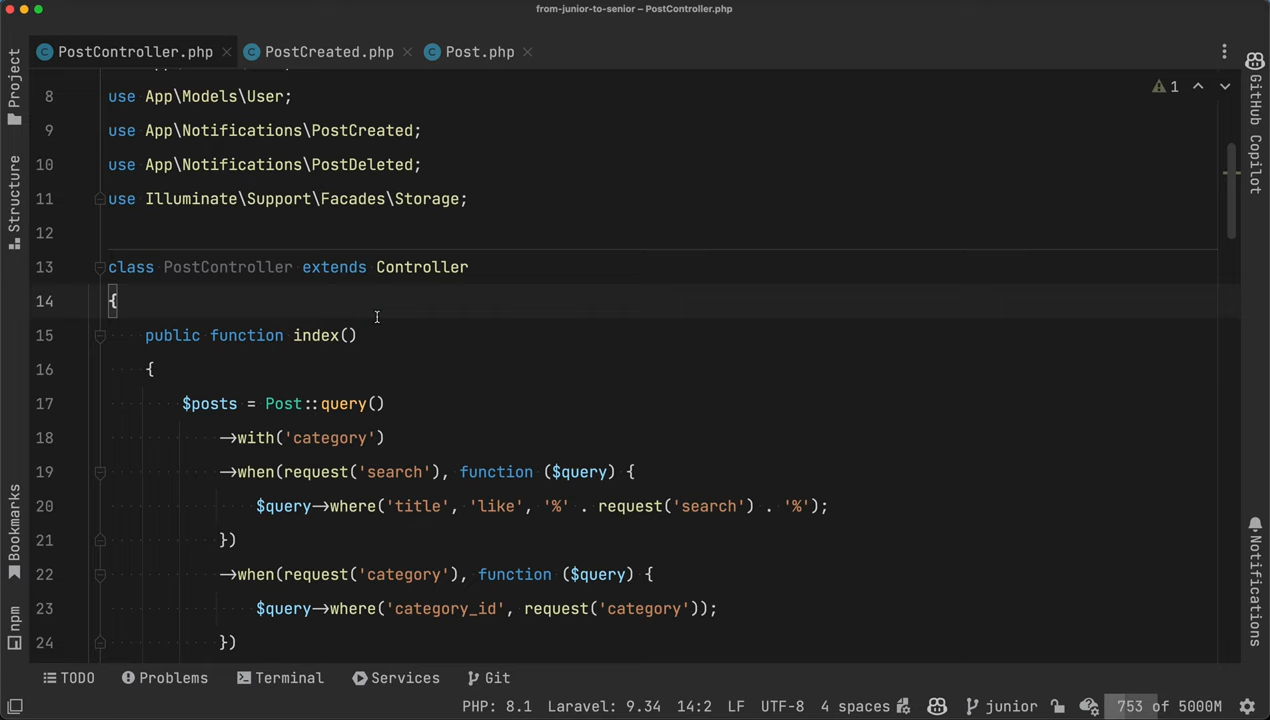 from-junior-to-senior – PostController.php
PostController.php
PostCreated.php
Post.php
Project
Structure
Bookmarks
npm
GitHub Copilot
Notifications
1
8 use App\Models\User;
9 use App\Notifications\PostCreated;
10 use App\Notifications\PostDeleted;
11 use Illuminate\Support\Facades\Storage;
12
13 class PostController extends Controller
14 {
15 public function index()
16 {
17 $posts = Post::query()
18 ->with('category')
19 ->when(request('search'), function ($query) {
20 $query->where('title', 'like', '%' . request('search') . '%');
21 })
22 ->when(request('category'), function ($query) {
23 $query->where('category_id', request('category'));
24 })
TODO Problems Terminal Services Git
PHP: 8.1 Laravel: 9.34 14:2 LF UTF-8 4 spaces junior 753 of 5000M